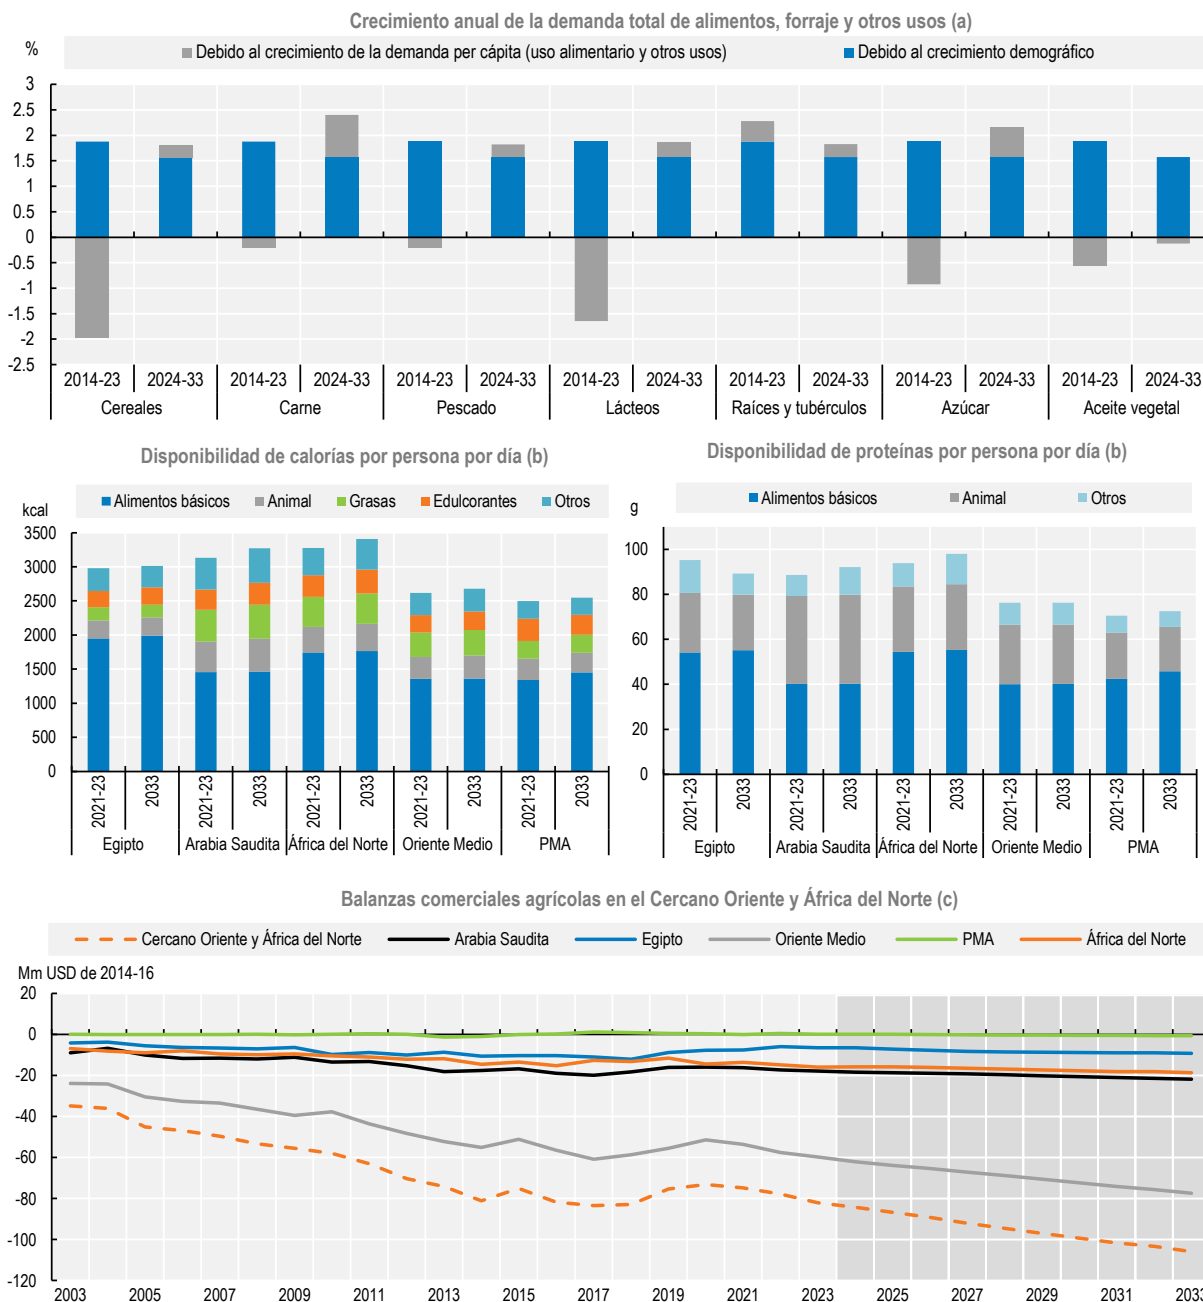 Crecimiento anual de la demanda total de alimentos, forraje y otros usos (a)
%
Debido al crecimiento de la demanda per cápita (uso alimentario y otros usos) Debido al crecimiento demográfico
3
2.5
2
1.5
1
0.5
0
-0.5
-1
-1.5
-2
-2.5
2014-23 2024-33 2014-23 2024-33 2014-23 2024-33 2014-23 2024-33 2014-23 2024-33 2014-23 2024-33 2014-23 2024-33
Cereales Carne Pescado Lácteos Raíces y tubérculos Azúcar Aceite vegetal
Disponibilidad de calorías por persona por día (b)
kcal
Alimentos básicos Animal Grasas Edulcorantes Otros
3500
3000
2500
2000
1500
1000
500
0
2021-23 2033 2021-23 2033 2021-23 2033 2021-23 2033 2021-23 2033
Egipto Arabia Saudita África del Norte Oriente Medio PMA
Disponibilidad de proteínas por persona por día (b)
g
Alimentos básicos Animal Otros
100
80
60
40
20
0
2021-23 2033 2021-23 2033 2021-23 2033 2021-23 2033 2021-23 2033
Egipto Arabia Saudita África del Norte Oriente Medio PMA
Balanzas comerciales agrícolas en el Cercano Oriente y África del Norte (c)
Cercano Oriente y África del Norte Arabia Saudita Egipto Oriente Medio PMA África del Norte
Mm USD de 2014-16
20
0
-20
-40
-60
-80
-100
-120
2003 2005 2007 2009 2011 2013 2015 2017 2019 2021 2023 2025 2027 2029 2031 2033